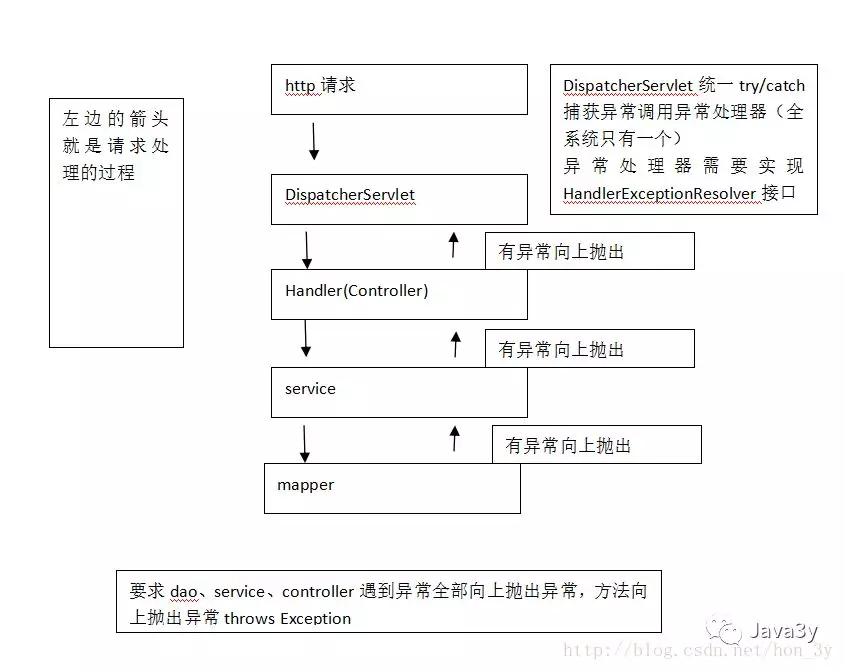 http 请求
DispatcherServlet 统一 try/catch
捕获异常调用异常处理器（全
系统只有一个）
异常处理器需要实现
HandlerExceptionResolver 接口
左边的箭头
就是请求处
理的过程
DispatcherServlet
有异常向上抛出
Handler(Controller)
有异常向上抛出
service
有异常向上抛出
mapper
要求 dao、service、controller 遇到异常全部向上抛出异常，方法向
上抛出异常 throws Exception
Java3y
http://blog.csdn.net/hon_3y